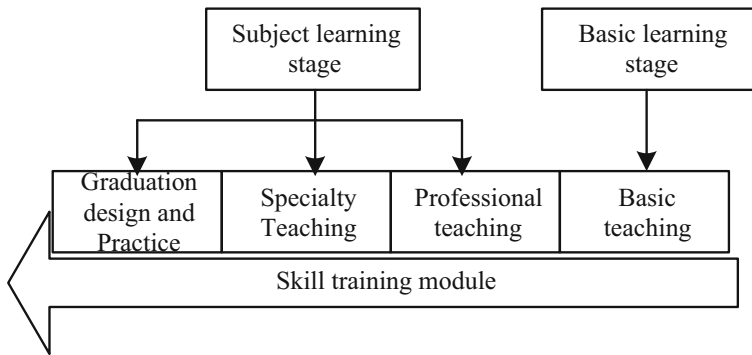 Subject learning
stage
Basic learning
stage
Graduation
design and
Practice
Specialty
Teaching
Professional
teaching
Basic
teaching
Skill training module